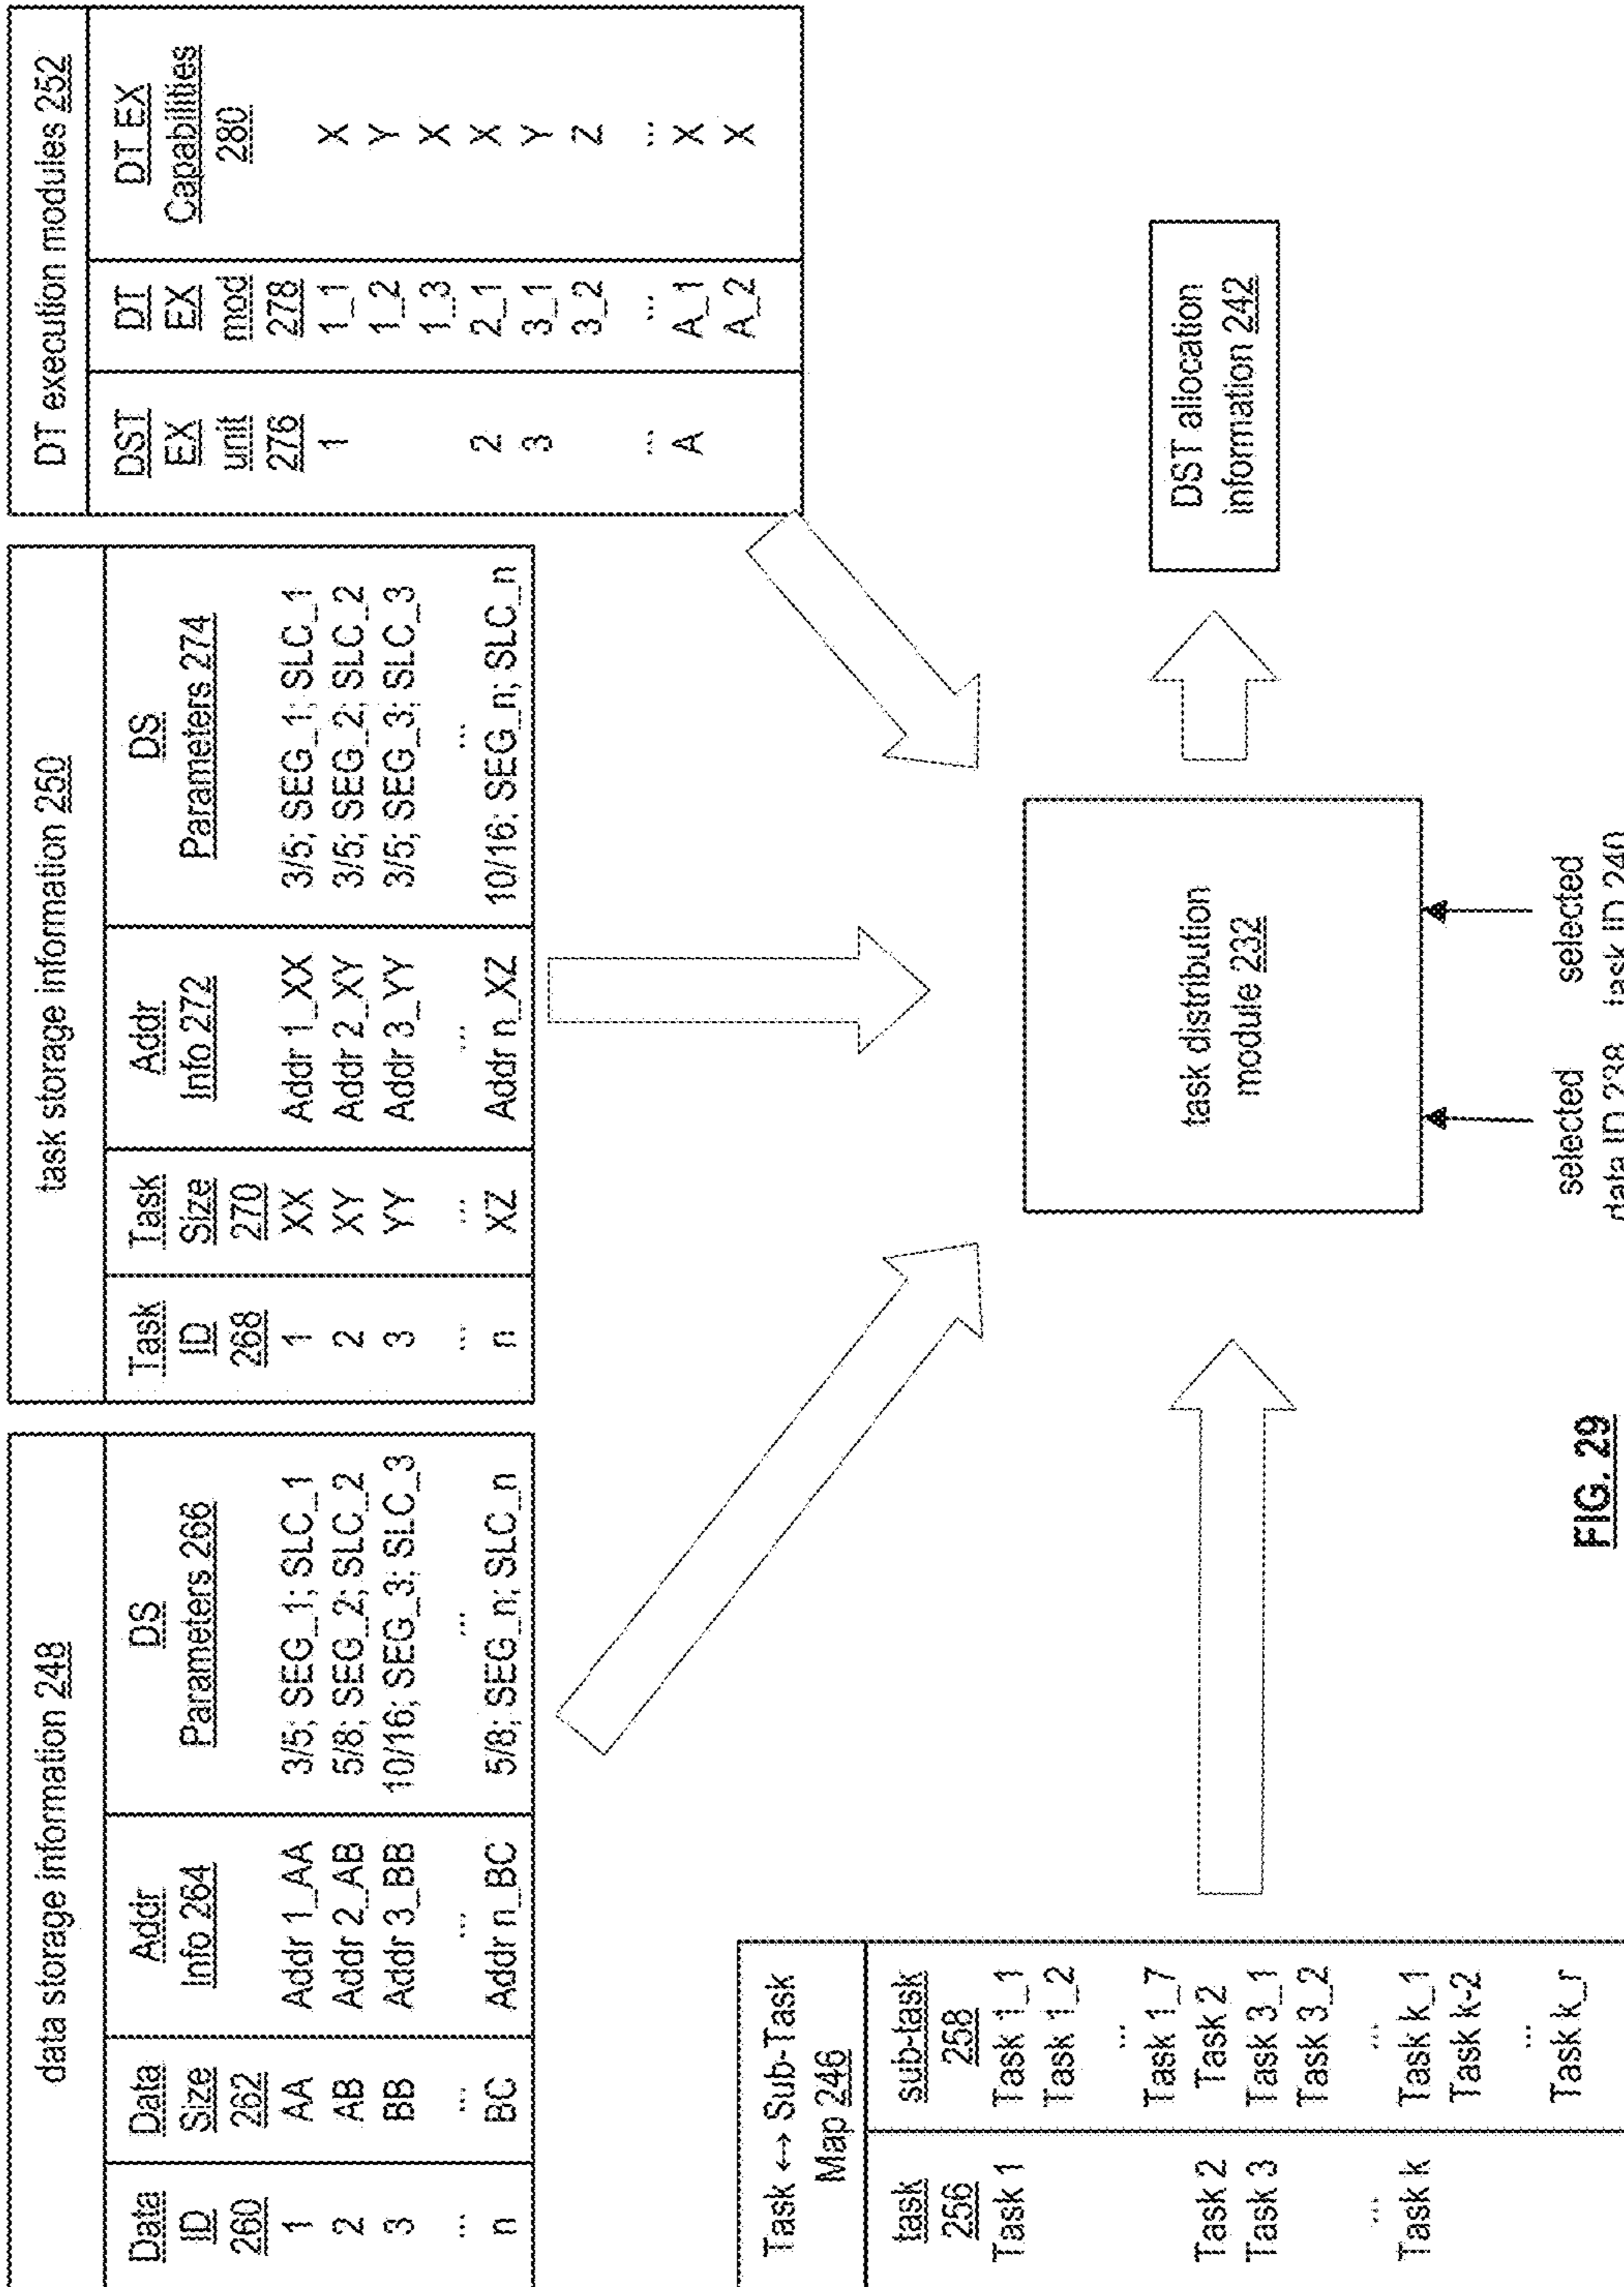 data storage information 248
Data ID 260 Data Size 262 Addr Info 264 DS Parameters 266
1 AA Addr 1_AA 3/5; SEG_1; SLC_1
2 AB Addr 2_AB 5/8; SEG_2; SLC_2
3 BB Addr 3_BB 10/16; SEG_3; SLC_3
... ... ... ...
n BC Addr n_BC 5/8; SEG_n; SLC_n
task storage information 250
Task ID 268 Task Size 270 Addr Info 272 DS Parameters 274
1 XX Addr 1_XX 3/5; SEG_1; SLC_1
2 XY Addr 2_XY 3/5; SEG_2; SLC_2
3 YY Addr 3_YY 3/5; SEG_3; SLC_3
... ... ... ...
n XZ Addr n_XZ 10/16; SEG_n; SLC_n
DT execution modules 252
DST EX unit 276 DT EX mod 278 DT EX Capabilities 280
1 1_1 X
1_2 Y
1_3 X
2 2_1 X
3 3_1 Y
3_2 2
... ... ...
A A_1 X
A_2 X
Task ↔ Sub-Task
Map 246
task 256 sub-task 258
Task 1 Task 1_1
Task 1_2
...
Task 1_7
Task 2 Task 2
Task 3 Task 3_1
Task 3_2
... ...
Task k Task k_1
Task k-2
...
Task k_r
task distribution
module 232
DST allocation
information 242
selected
data ID 238
selected
task ID 240
FIG. 29